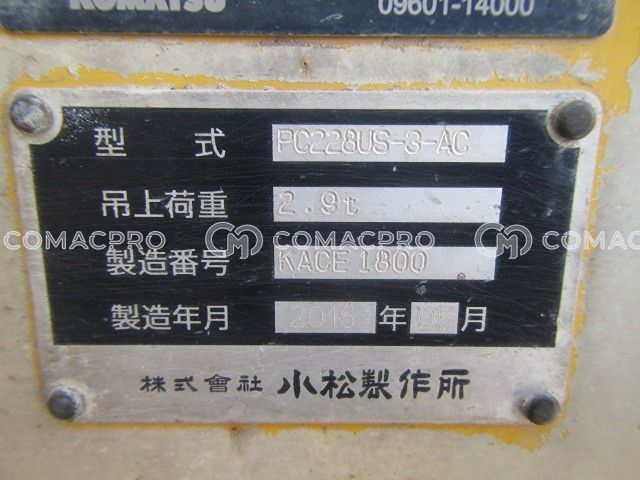 KOMATSU 09601-14000
型式 PC228US-3-AC
吊上荷重 2.9t
COMACPRO COMACPRO COMACPRO
製造番号 KACE 1800
製造年月 年 月
株式會社 小松製作所